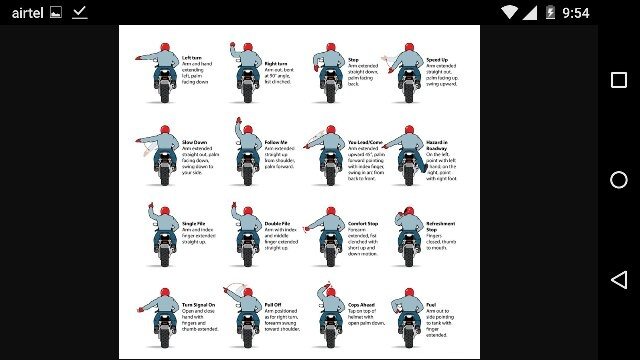 airtel
9:54
Left turn
Arm and hand
extending
left, palm
facing down
Right turn
Arm out, bent
at 90° angle,
fist clinched.
Stop
Arm extended
straight down,
palm facing
back.
Speed Up
Arm extended
straight out,
palm facing up,
swing upward.
Slow Down
Arm extended
straight out, palm
facing down,
swing down to
your side.
Follow Me
Arm extended
straight up
from shoulder,
palm forward.
You Lead/Come
Arm extended
upward 45°, palm
forward pointing
with index finger,
swing in arc from
back to front.
Hazard in
Roadway
On the left,
point with left
hand; on the
right, point
with right foot.
Single File
Arm and index
finger extended
straight up.
Double File
Arm with index
and middle
finger extended
straight up.
Comfort Stop
Forearm
extended, fist
clenched with
short up and
down motion.
Refreshment
Stop
Fingers
closed, thumb
to mouth.
Turn Signal On
Open and close
hand with
fingers and
thumb extended.
Pull Off
Arm positioned
as for right turn,
forearm swung
toward shoulder.
Cops Ahead
Tap on top of
helmet with
open palm down.
Fuel
Arm out to
side pointing
to tank with
finger
extended.